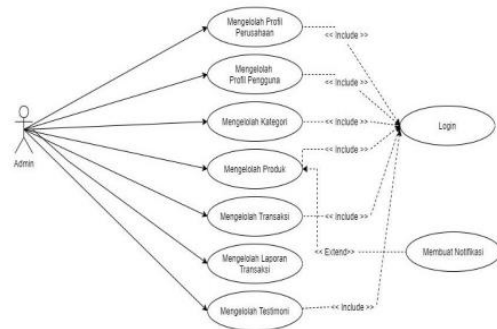 Mengelolah Profil
Perusahaan
<< Include >>
Mengelolah
Profil Pengguna
<< Include >>
Mengelolah Kategori
<< Include >>
Login
Admin
Mengelolah Produk
<< Include >>
Mengelolah Transaksi
<< Include >>
Mengelolah Laporan
Transaksi
<< Extend>>
Membuat Notifikasi
Mengelolah Testimoni
<< Include >>